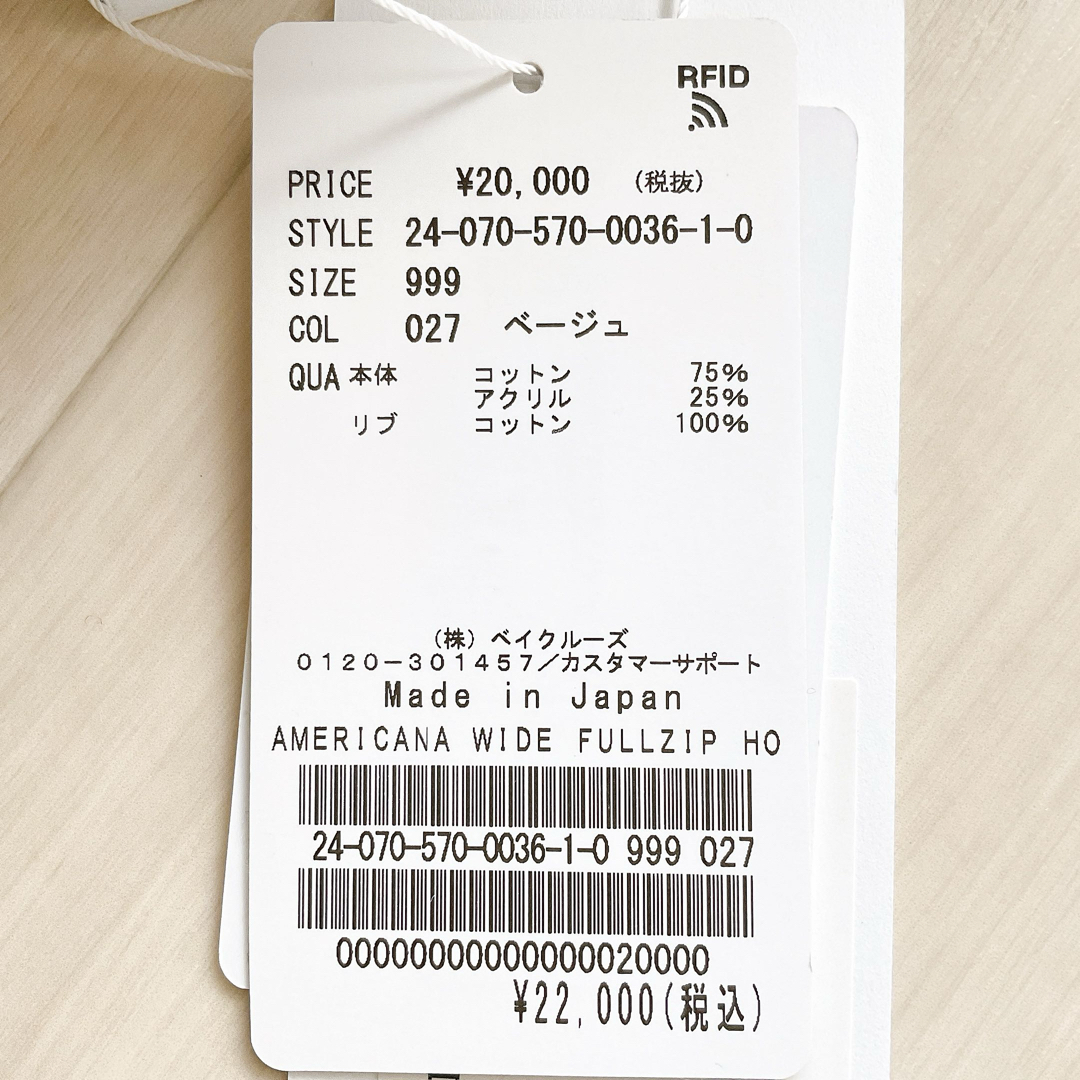 RFID
PRICE ¥20,000 (税抜)
STYLE 24-070-570-0036-1-0
SIZE 999
COL 027 ベージュ
QUA 本体 コットン 75%
アクリル 25%
リブ コットン 100%
(株)ベイクルーズ
0120-301457/カスタマーサポート
Made in Japan
AMERICANA WIDE FULLZIP HO
24-070-570-0036-1-0 999 027
00000000000000020000
¥22,000(税込)